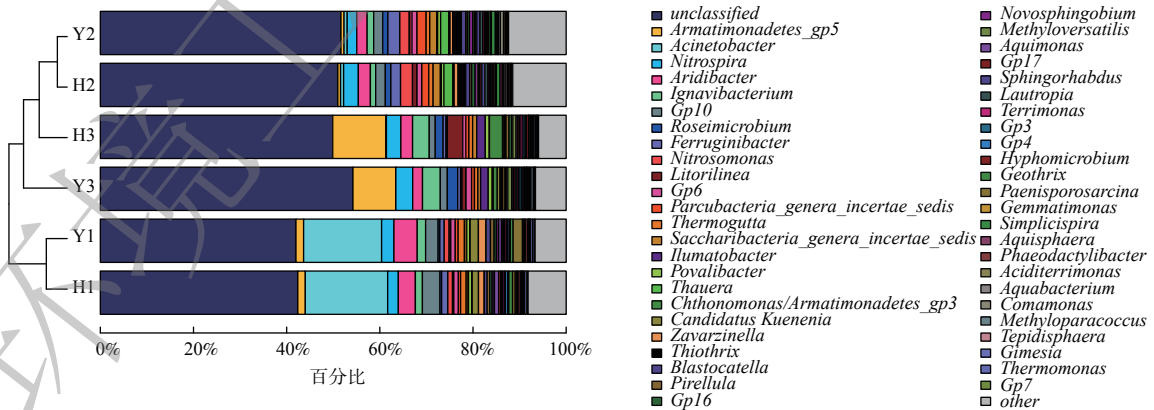 Y2
H2
H3
Y3
Y1
H1
0% 20% 40% 60% 80% 100%
百分比
unclassified
Armatimonadetes_gp5
Acinetobacter
Nitrospira
Aridibacter
Ignavibacterium
Gp10
Roseimicrobium
Ferruginibacter
Nitrosomonas
Litorilinea
Gp6
Parcubacteria_genera_incertae_sedis
Thermogutta
Saccharibacteria_genera_incertae_sedis
Ilumatobacter
Povalibacter
Thauera
Chthonomonas/Armatimonadetes_gp3
Candidatus Kuenenia
Zavarzinella
Thiothrix
Blastocatella
Pirellula
Gp16
Novosphingobium
Methyloversatilis
Aquimonas
Gp17
Sphingorhabdus
Lautropia
Terrimonas
Gp3
Gp4
Hyphomicrobium
Geothrix
Paenisporosarcina
Gemmatimonas
Simplicispira
Aquisphaera
Phaeodactylibacter
Aciditerrimonas
Aquabacterium
Comamonas
Methyloparacoccus
Tepidisphaera
Gimesia
Thermomonas
Gp7
other